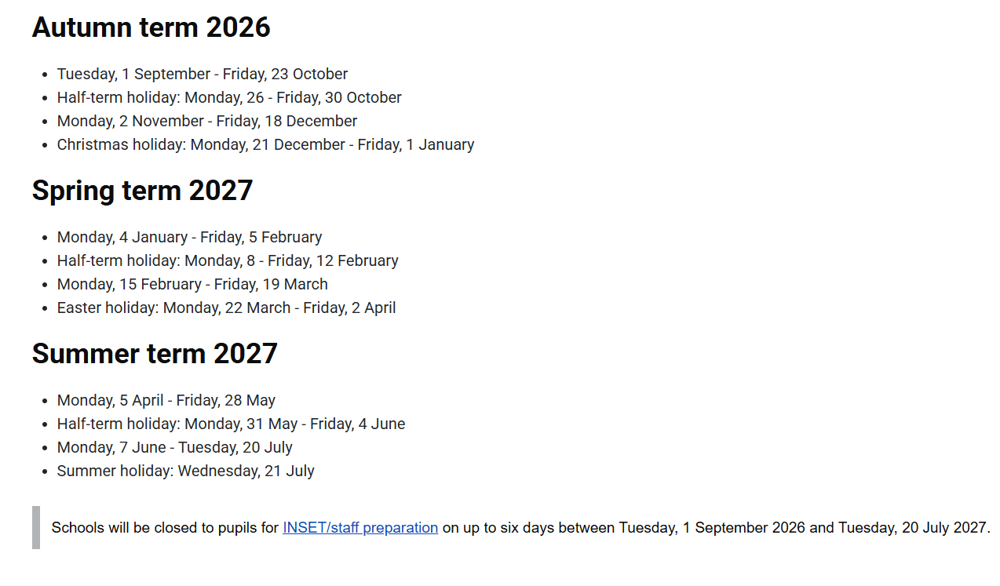 Autumn term 2026
Tuesday, 1 September - Friday, 23 October
Half-term holiday: Monday, 26 - Friday, 30 October
Monday, 2 November - Friday, 18 December
Christmas holiday: Monday, 21 December - Friday, 1 January
Spring term 2027
Monday, 4 January - Friday, 5 February
Half-term holiday: Monday, 8 - Friday, 12 February
Monday, 15 February - Friday, 19 March
Easter holiday: Monday, 22 March - Friday, 2 April
Summer term 2027
Monday, 5 April - Friday, 28 May
Half-term holiday: Monday, 31 May - Friday, 4 June
Monday, 7 June - Tuesday, 20 July
Summer holiday: Wednesday, 21 July
Schools will be closed to pupils for INSET/staff preparation on up to six days between Tuesday, 1 September 2026 and Tuesday, 20 July 2027.